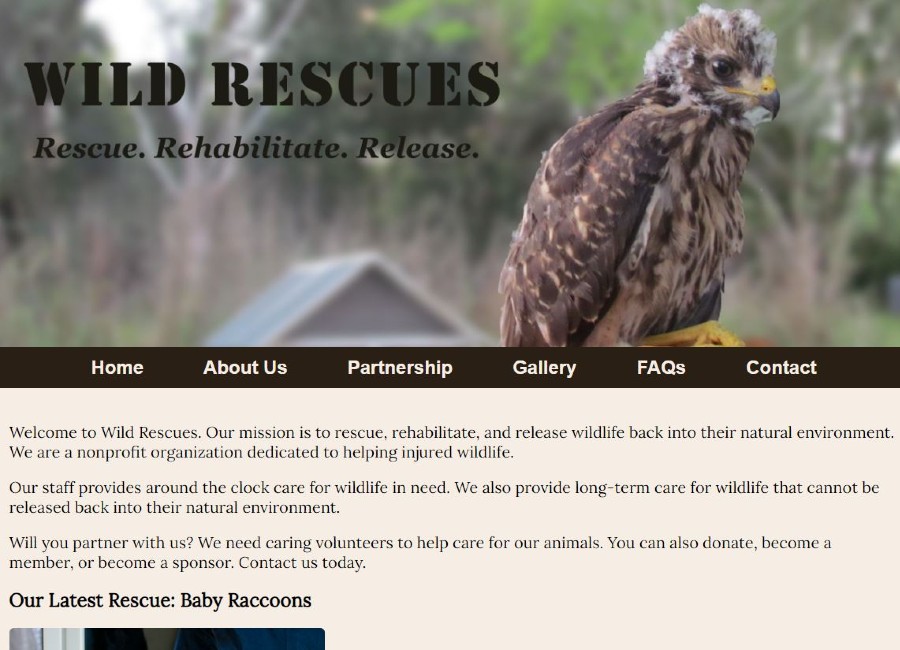 WILD RESCUES
Rescue. Rehabilitate. Release.
Home About Us Partnership Gallery FAQs Contact
Welcome to Wild Rescues. Our mission is to rescue, rehabilitate, and release wildlife back into their natural environment.
We are a nonprofit organization dedicated to helping injured wildlife.
Our staff provides around the clock care for wildlife in need. We also provide long-term care for wildlife that cannot be
released back into their natural environment.
Will you partner with us? We need caring volunteers to help care for our animals. You can also donate, become a
member, or become a sponsor. Contact us today.
Our Latest Rescue: Baby Raccoons